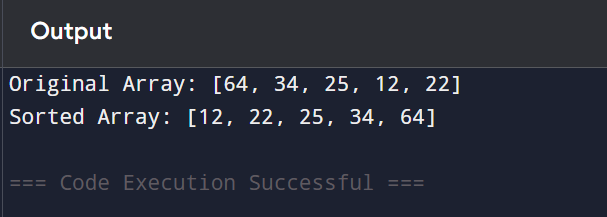 Output
Original Array: [64, 34, 25, 12, 22]
Sorted Array: [12, 22, 25, 34, 64]
=== Code Execution Successful ===